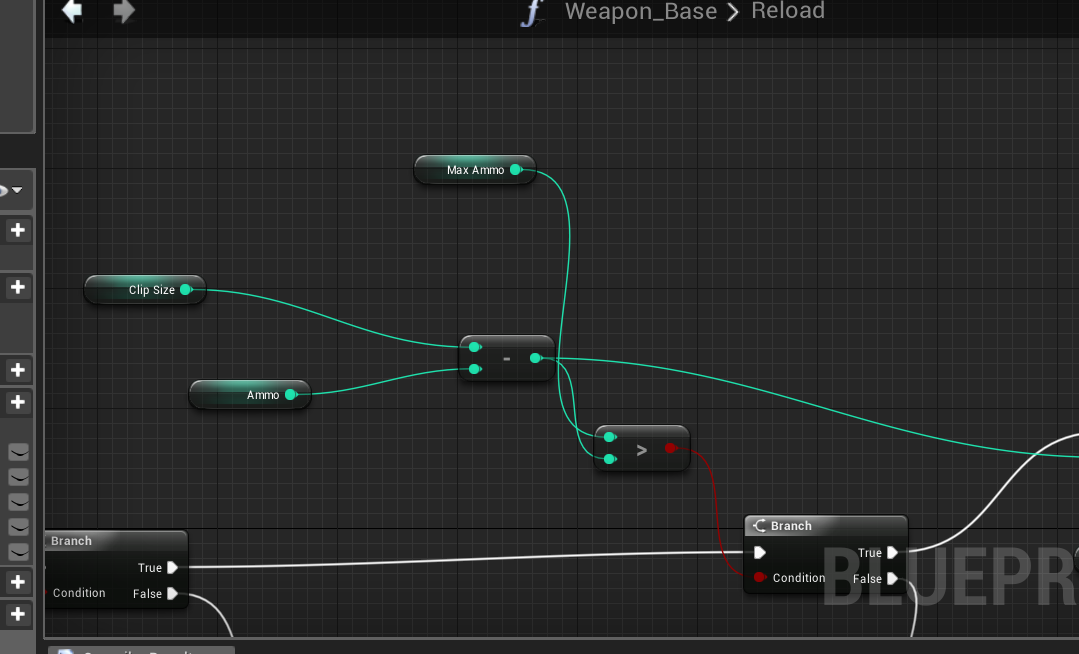 Weapon_Base > Reload
Max Ammo
Clip Size
-
Ammo
>
Branch
True
Condition
False
Branch
True
Condition
False
BLUEPR